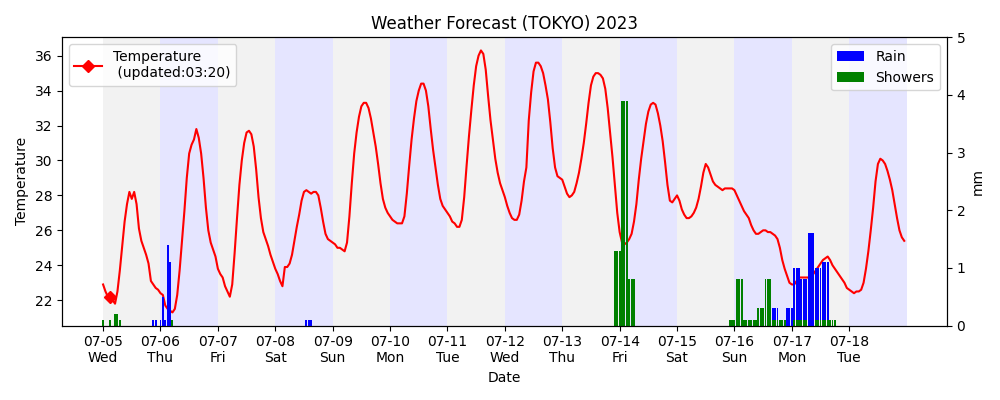 Weather Forecast (TOKYO) 2023
Temperature
(updated:03:20)
Rain
Showers
36
34
32
30
28
26
24
22
Temperature
5
4
3
2
1
0
mm
07-05 07-06 07-07 07-08 07-09 07-10 07-11 07-12 07-13 07-14 07-15 07-16 07-17 07-18
Wed Thu Fri Sat Sun Mon Tue Wed Thu Fri Sat Sun Mon Tue
Date